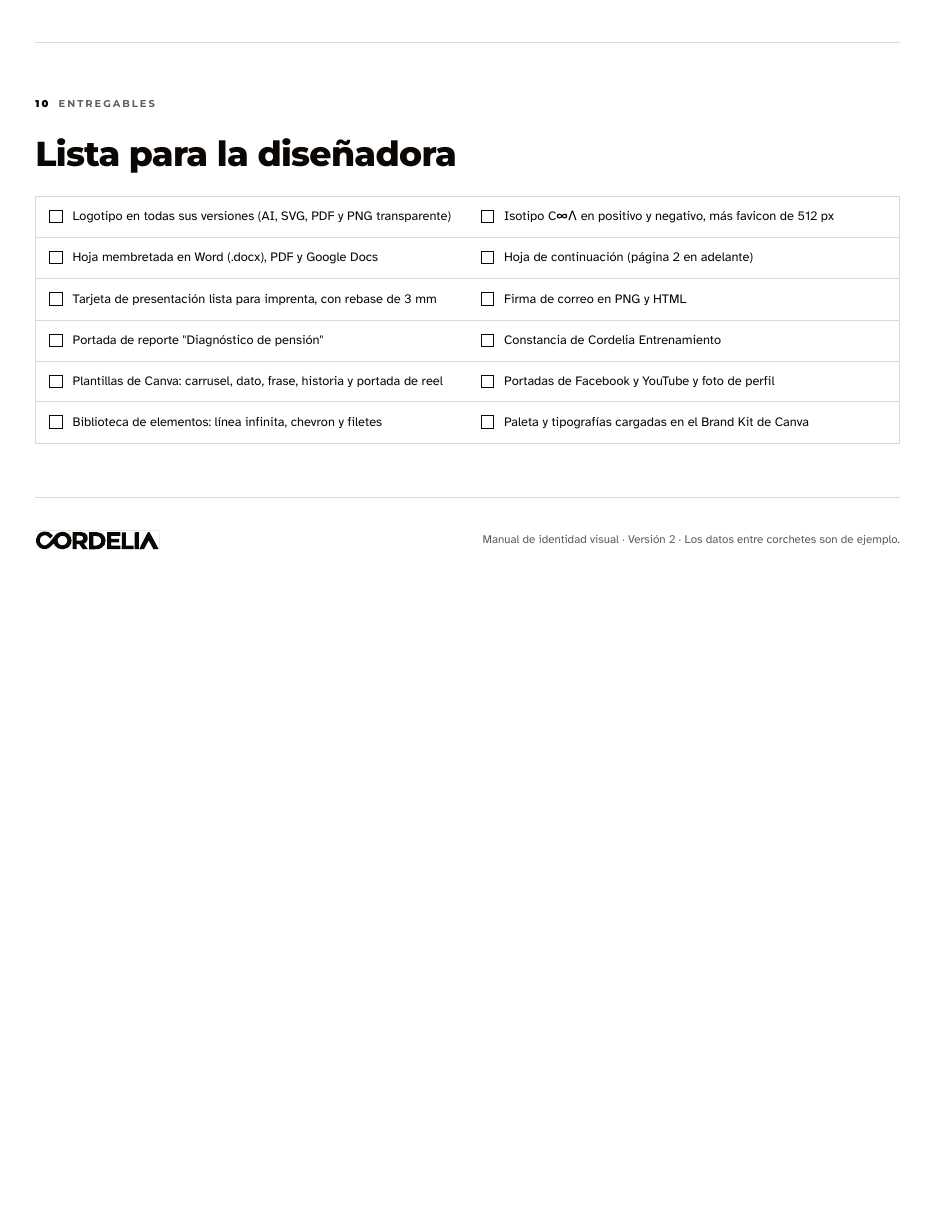 10 ENTREGABLES
Lista para la diseñadora
Logotipo en todas sus versiones (AI, SVG, PDF y PNG transparente)
Isotipo C∞Λ en positivo y negativo, más favicon de 512 px
Hoja membretada en Word (.docx), PDF y Google Docs
Hoja de continuación (página 2 en adelante)
Tarjeta de presentación lista para imprenta, con rebase de 3 mm
Firma de correo en PNG y HTML
Portada de reporte "Diagnóstico de pensión"
Constancia de Cordelia Entrenamiento
Plantillas de Canva: carrusel, dato, frase, historia y portada de reel
Portadas de Facebook y YouTube y foto de perfil
Biblioteca de elementos: línea infinita, chevron y filetes
Paleta y tipografías cargadas en el Brand Kit de Canva
CORDELIA
Manual de identidad visual · Versión 2 · Los datos entre corchetes son de ejemplo.